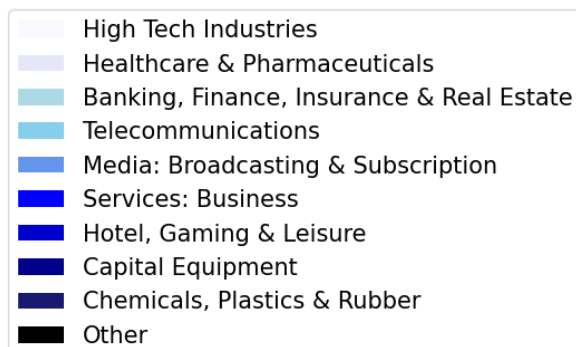 High Tech Industries
Healthcare & Pharmaceuticals
Banking, Finance, Insurance & Real Estate
Telecommunications
Media: Broadcasting & Subscription
Services: Business
Hotel, Gaming & Leisure
Capital Equipment
Chemicals, Plastics & Rubber
Other